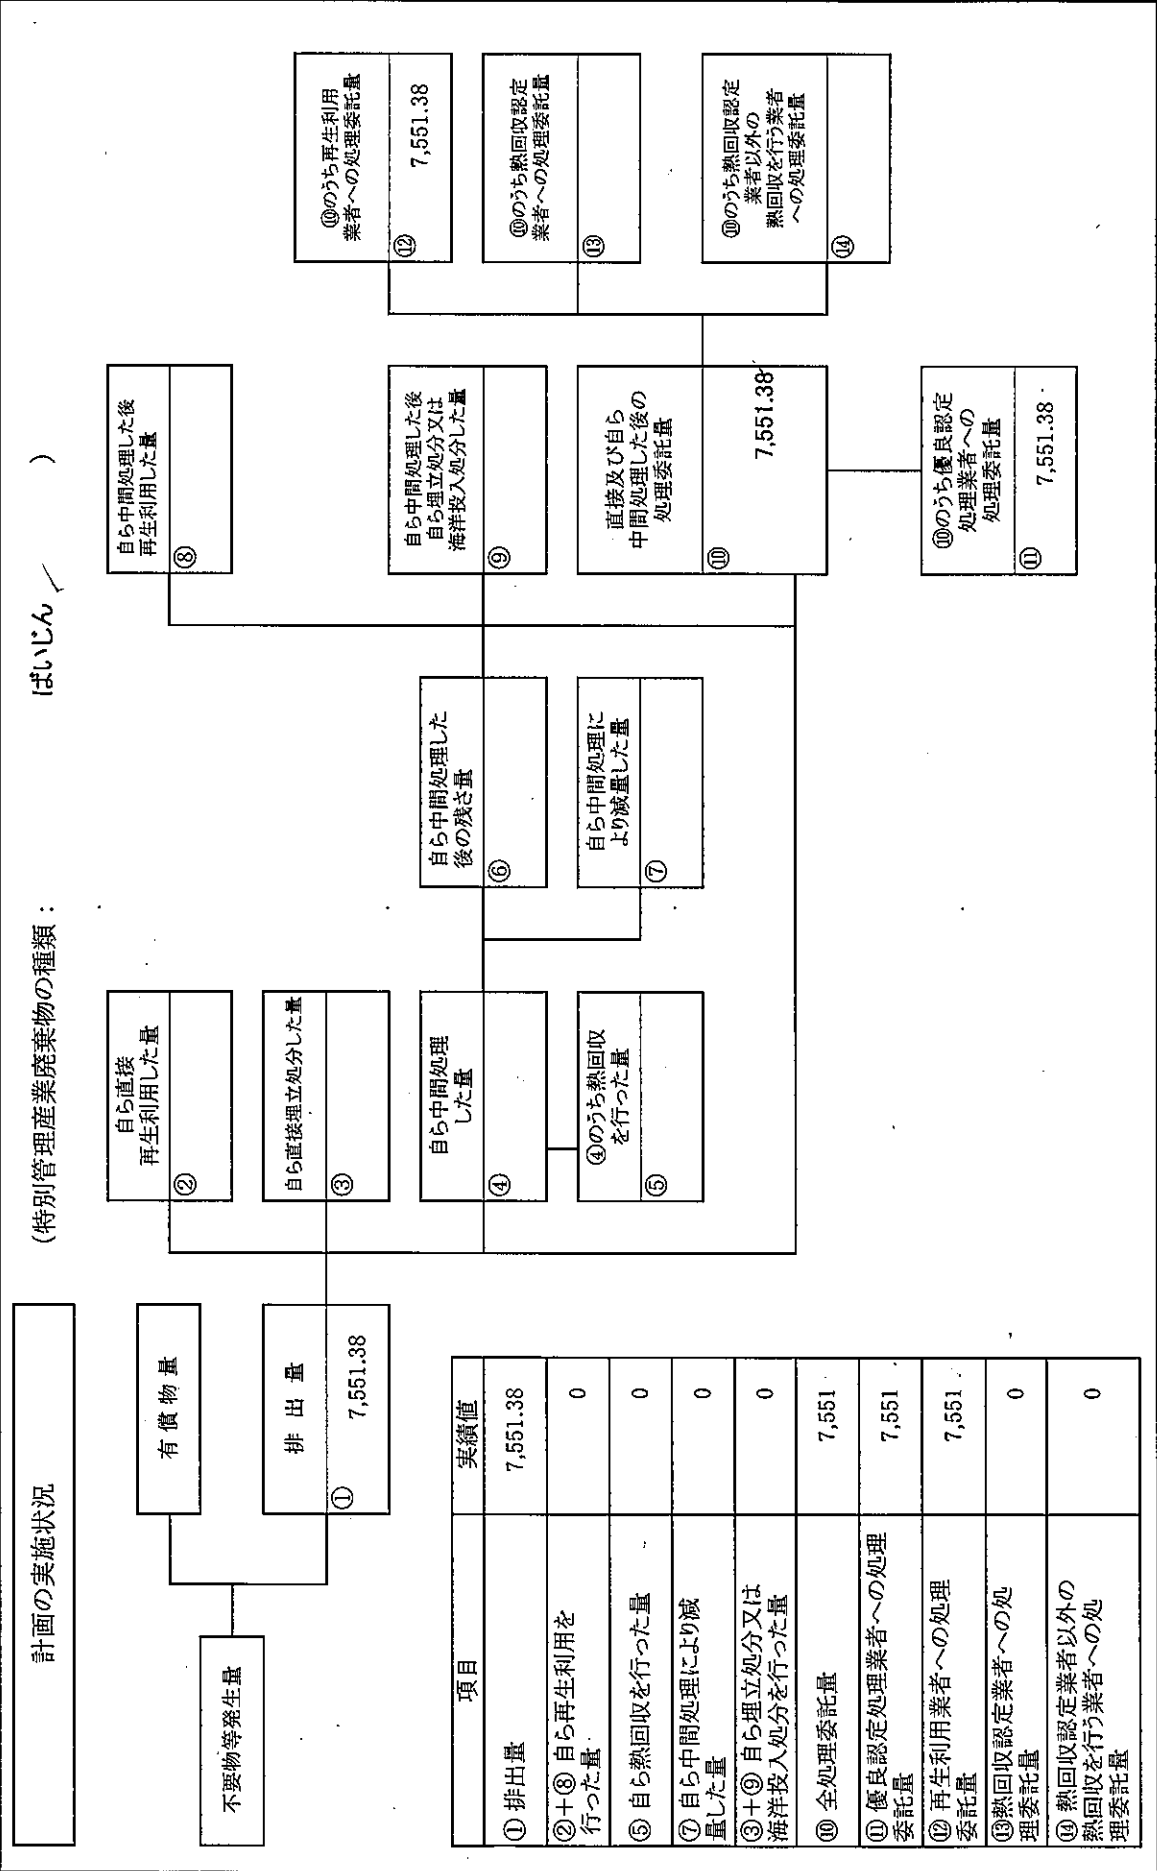 計画の実施状況
(特別管理産業廃棄物の種類： ばいじん )
不要物等発生量
有 償 物 量
排 出 量
① 7,551.38
自ら直接
再生利用した量
②
自ら直接埋立処分した量
③
自ら中間処理
した量
④
④のうち熱回収
を行った量
⑤
自ら中間処理した
後の残さ量
⑥
自ら中間処理に
より減量した量
⑦
自ら中間処理した後
再生利用した量
⑧
自ら中間処理した後
自ら埋立処分又は
海洋投入処分した量
⑨
直接及び自ら
中間処理した後の
処理委託量
⑩ 7,551.38
⑩のうち優良認定
処理業者への
処理委託量
⑪ 7,551.38
⑩のうち再生利用
業者への処理委託量
⑫ 7,551.38
⑩のうち熱回収認定
業者への処理委託量
⑬
⑩のうち熱回収認定
業者以外の
熱回収を行う業者
への処理委託量
⑭
項目 実績値
① 排出量 7,551.38
②+⑧ 自ら再生利用を
行った量 0
⑤ 自ら熱回収を行った量 0
⑦ 自ら中間処理により減
量した量 0
③+⑨ 自ら埋立処分又は
海洋投入処分を行った量 0
⑩ 全処理委託量 7,551
⑪ 優良認定処理業者への処理
委託量 7,551
⑫ 再生利用業者への処理
委託量 7,551
⑬熱回収認定業者への処
理委託量 0
⑭ 熱回収認定業者以外の
熱回収を行う業者への処
理委託量 0